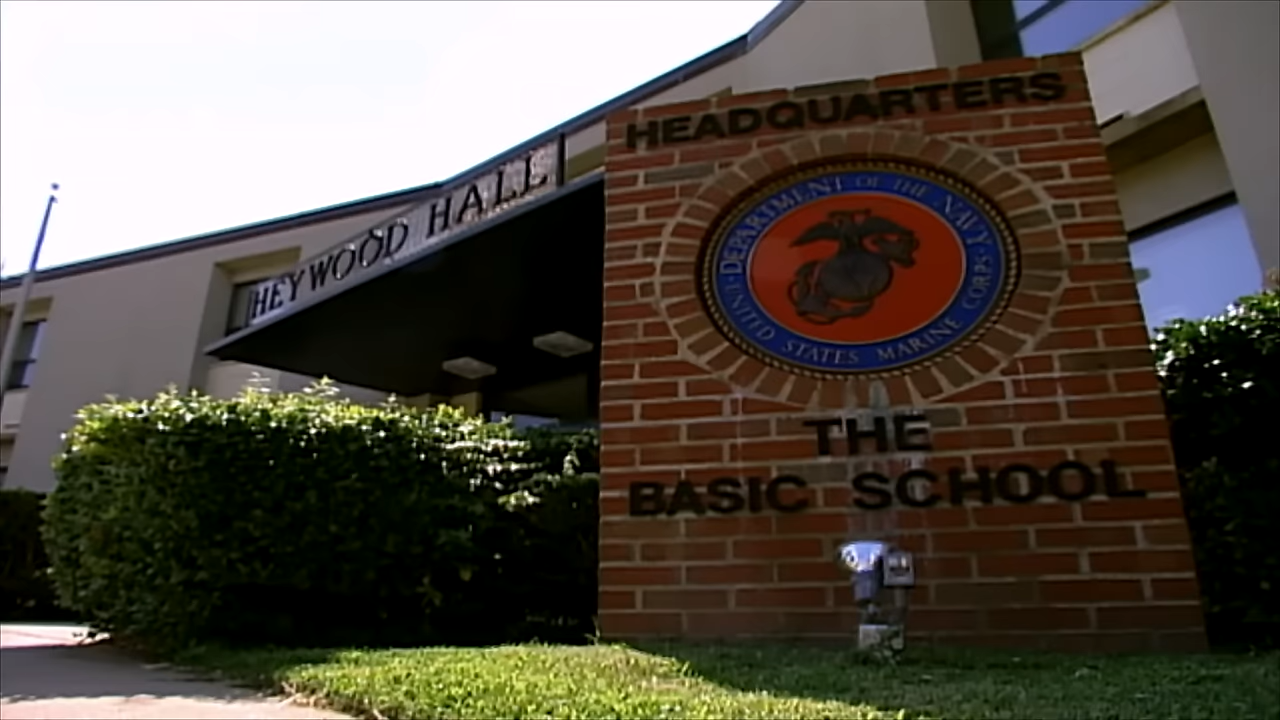 HEYWOOD HALL
HEADQUARTERS
DEPARTMENT OF THE NAVY
UNITED STATES MARINE CORPS
THE
BASIC SCHOOL